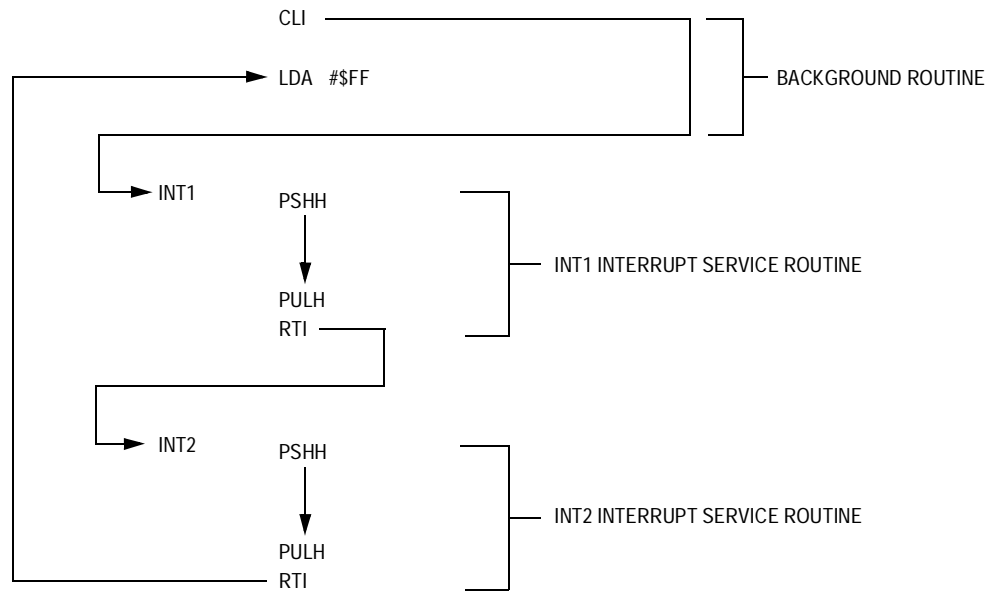 CLI
LDA #$FF
BACKGROUND ROUTINE
INT1
PSHH
INT1 INTERRUPT SERVICE ROUTINE
PULH
RTI
INT2
PSHH
INT2 INTERRUPT SERVICE ROUTINE
PULH
RTI